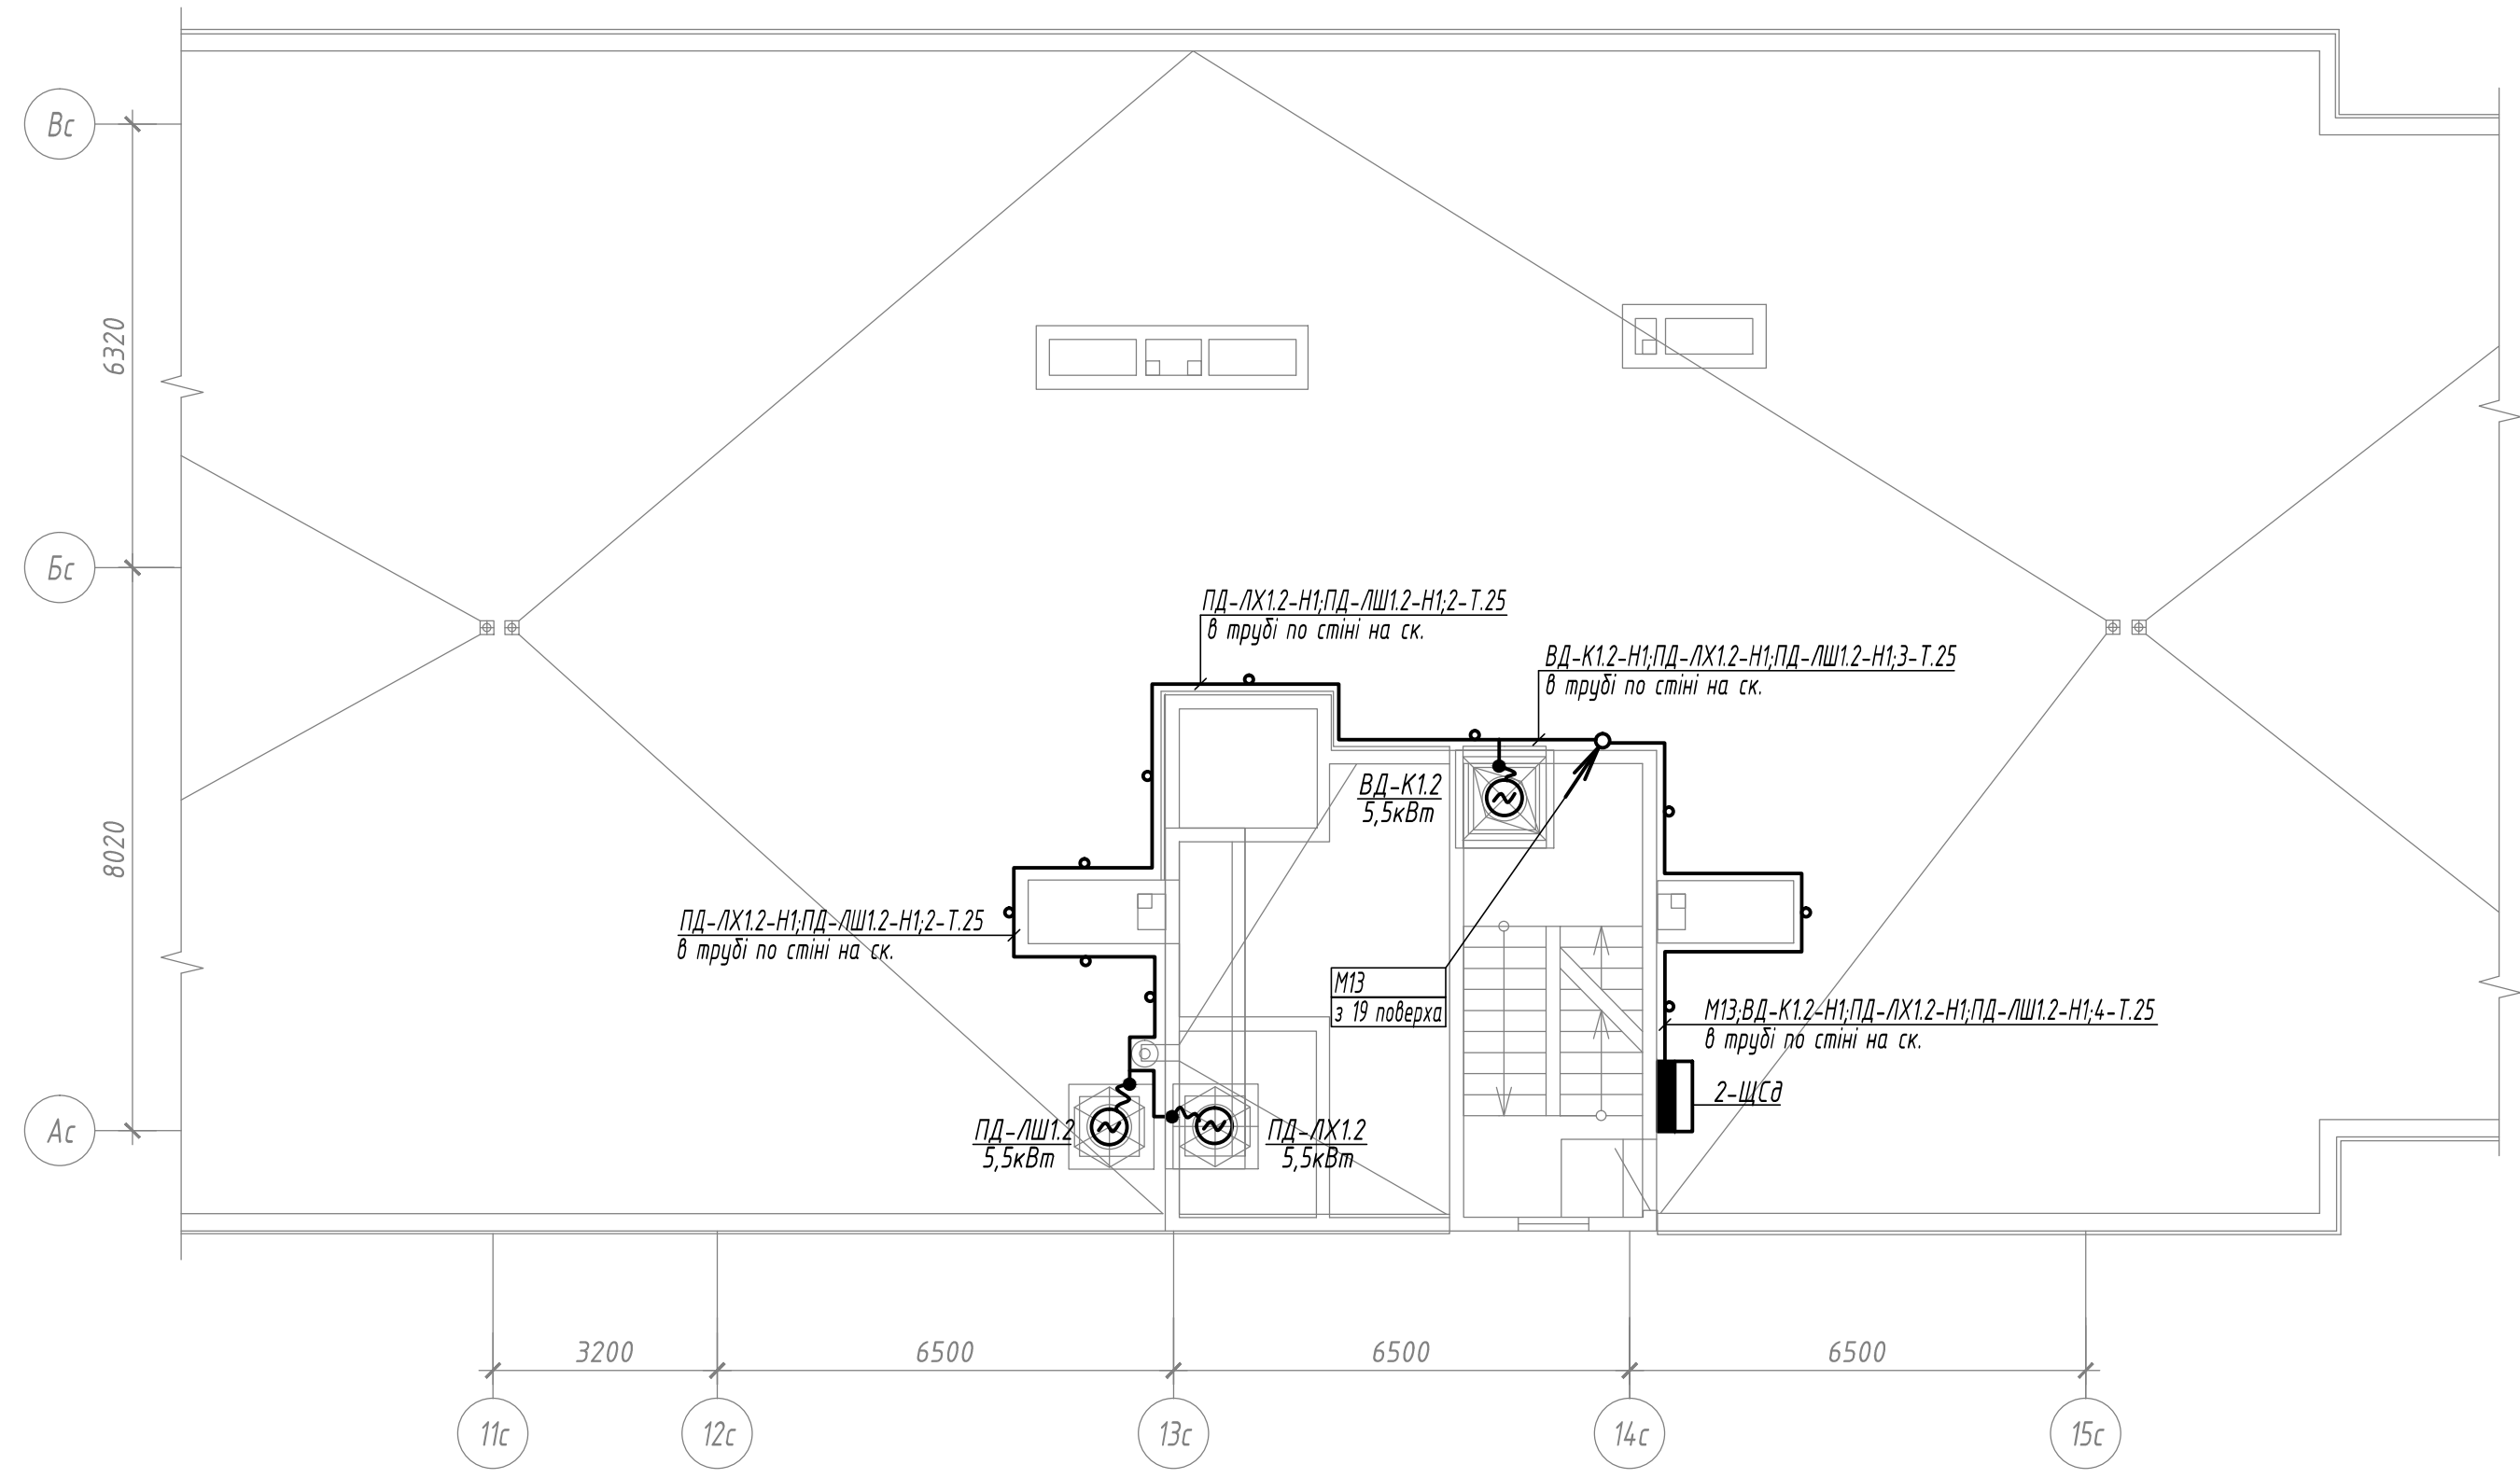 Вс
6320
Бс
ПД-ЛХ1.2-Н1;ПД-ЛШ1.2-Н1;2-Т.25
в трубі по стіні на ск.
ВД-К1.2-Н1;ПД-ЛХ1.2-Н1;ПД-ЛШ1.2-Н1;3-Т.25
в трубі по стіні на ск.
ВД-К1.2
5,5кВт
8020
ПД-ЛХ1.2-Н1;ПД-ЛШ1.2-Н1;2-Т.25
в трубі по стіні на ск.
М13
з 19 поверха
М13;ВД-К1.2-Н1;ПД-ЛХ1.2-Н1;ПД-ЛШ1.2-Н1;4-Т.25
в трубі по стіні на ск.
2-ЩСд
Ас
ПД-ЛШ1.2
5,5кВт
ПД-ЛХ1.2
5,5кВт
3200
6500
6500
6500
11с
12с
13с
14с
15с